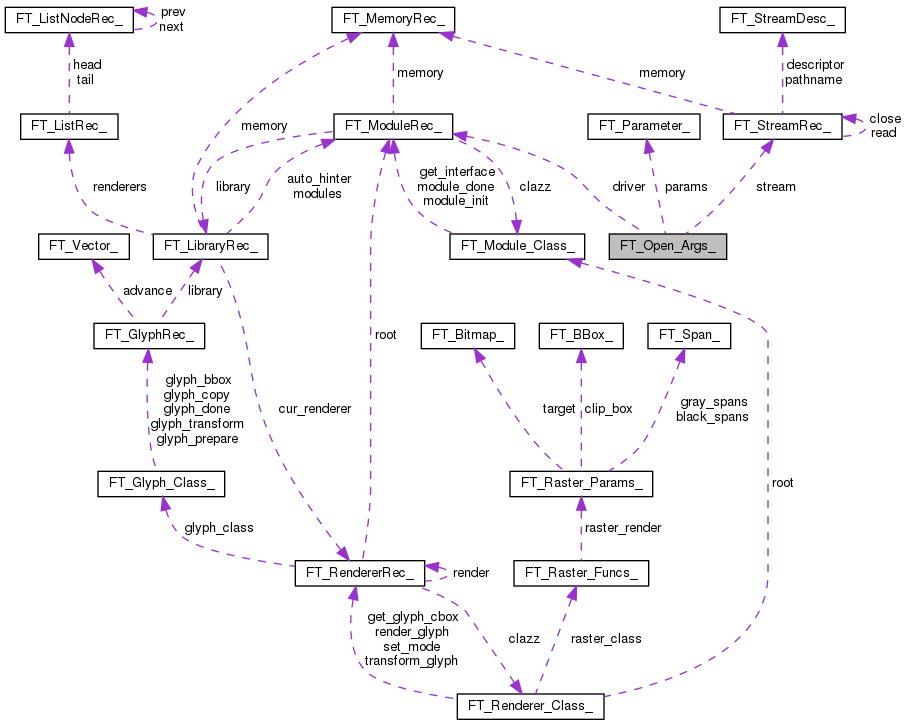 FT_ListNodeRec_
prev
next
FT_MemoryRec_
FT_StreamDesc_
head
tail
memory
memory
descriptor
pathname
FT_ListRec_
memory
FT_ModuleRec_
FT_Parameter_
FT_StreamRec_
close
read
renderers
library
auto_hinter
modules
get_interface
module_done
module_init
clazz
driver
params
stream
FT_Vector_
FT_LibraryRec_
FT_Module_Class_
FT_Open_Args_
advance
library
FT_GlyphRec_
root
FT_Bitmap_
FT_BBox_
FT_Span_
glyph_bbox
glyph_copy
glyph_done
glyph_transform
glyph_prepare
cur_renderer
target
clip_box
gray_spans
black_spans
FT_Glyph_Class_
FT_Raster_Params_
root
glyph_class
raster_render
FT_RendererRec_
render
FT_Raster_Funcs_
get_glyph_cbox
render_glyph
set_mode
transform_glyph
clazz
raster_class
FT_Renderer_Class_